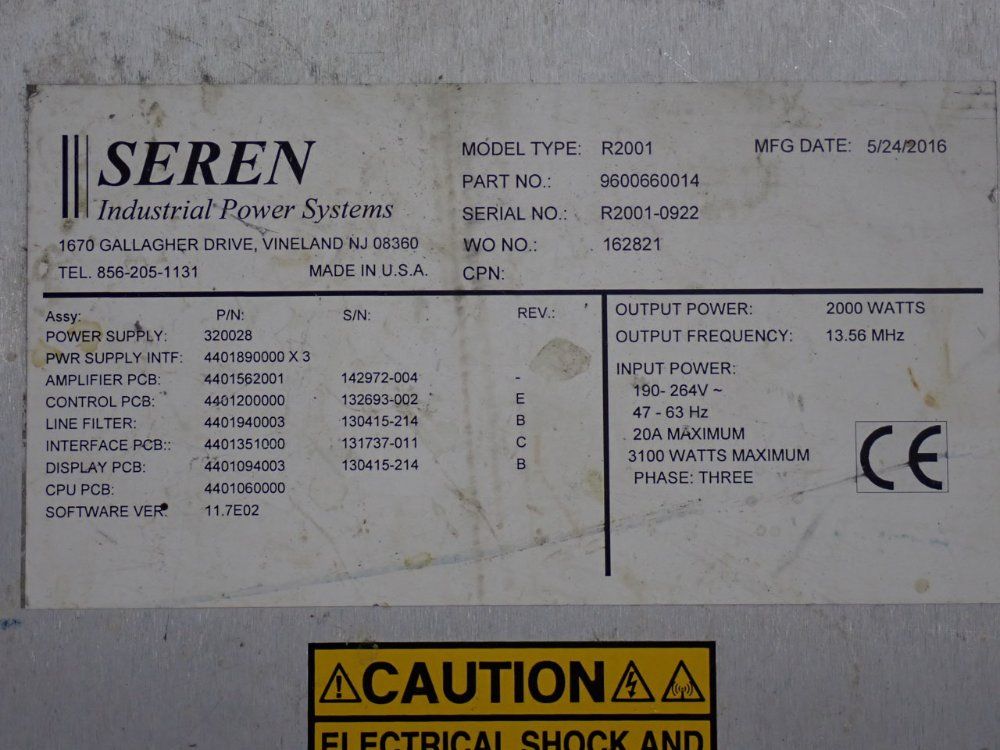 SEREN
Industrial Power Systems
1670 GALLAGHER DRIVE, VINELAND NJ 08360
TEL. 856-205-1131 MADE IN U.S.A.
MODEL TYPE: R2001 MFG DATE: 5/24/2016
PART NO.: 9600660014
SERIAL NO.: R2001-0922
WO NO.: 162821
CPN:
Assy: P/N: S/N: REV.:
POWER SUPPLY: 320028
PWR SUPPLY INTF: 4401890000 X 3
AMPLIFIER PCB: 4401562001 142972-004 -
CONTROL PCB: 4401200000 132693-002 E
LINE FILTER: 4401940003 130415-214 B
INTERFACE PCB:: 4401351000 131737-011 C
DISPLAY PCB: 4401094003 130415-214 B
CPU PCB: 4401060000
SOFTWARE VER: 11.7E02
OUTPUT POWER: 2000 WATTS
OUTPUT FREQUENCY: 13.56 MHz
INPUT POWER:
190- 264V ~
47 - 63 Hz
20A MAXIMUM
3100 WATTS MAXIMUM
PHASE: THREE
CE
CAUTION
ELECTRICAL SHOCK AND